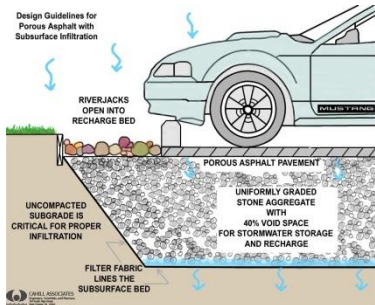 Design Guidelines for
Porous Asphalt with
Subsurface Infiltration
RIVERJACKS
OPEN INTO
RECHARGE BED
MUSTANG
POROUS ASPHALT PAVEMENT
UNIFORMLY GRADED
STONE AGGREGATE
WITH
40% VOID SPACE
FOR STORMWATER STORAGE
AND RECHARGE
UNCOMPACTED
SUBGRADE IS
CRITICAL FOR PROPER
INFILTRATION
FILTER FABRIC
LINES THE
SUBSURFACE BED
CAHILL ASSOCIATES